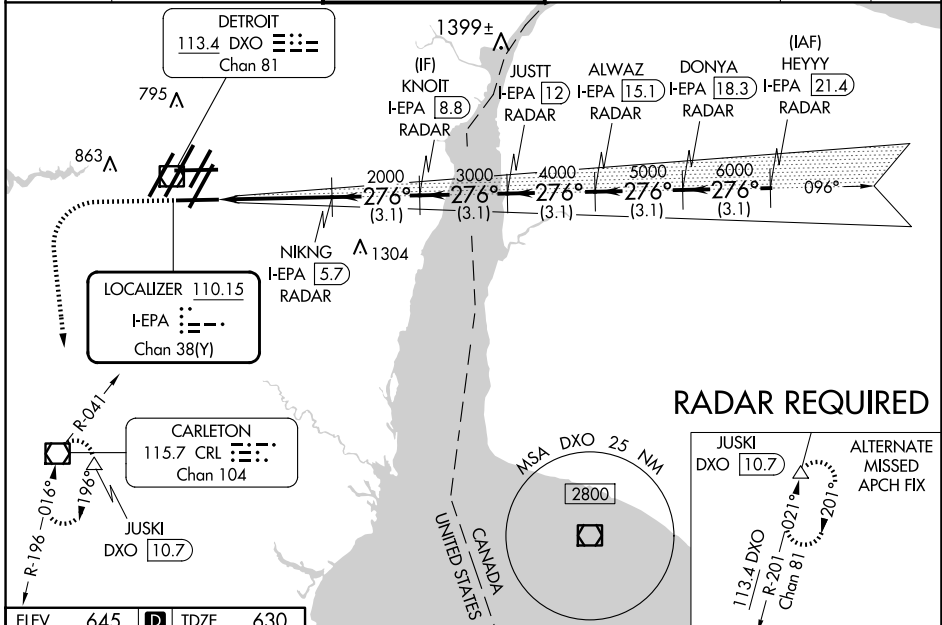 DETROIT
113.4 DXO
Chan 81
1399±
795
863
(IF)
KNOIT
I-EPA 8.8
RADAR
JUSTT
I-EPA 12
RADAR
ALWAZ
I-EPA 15.1
RADAR
DONYA
I-EPA 18.3
RADAR
(IAF)
HEYYY
I-EPA 21.4
RADAR
2000
3000
4000
5000
6000
276°
276°
276°
276°
276°
096°
(3.1)
(3.1)
(3.1)
(3.1)
(3.1)
NIKNG
I-EPA 5.7
RADAR
1304
LOCALIZER 110.15
I-EPA
Chan 38(Y)
R-041
CARLETON
115.7 CRL
Chan 104
016°
196°
R-196
JUSKI
DXO 10.7
RADAR REQUIRED
MSA DXO 25 NM
2800
CANADA
UNITED STATES
JUSKI
DXO 10.7
ALTERNATE
MISSED
APCH FIX
021°
201°
113.4 DXO
R-201
Chan 81
ELEV 645 D TDZE 630